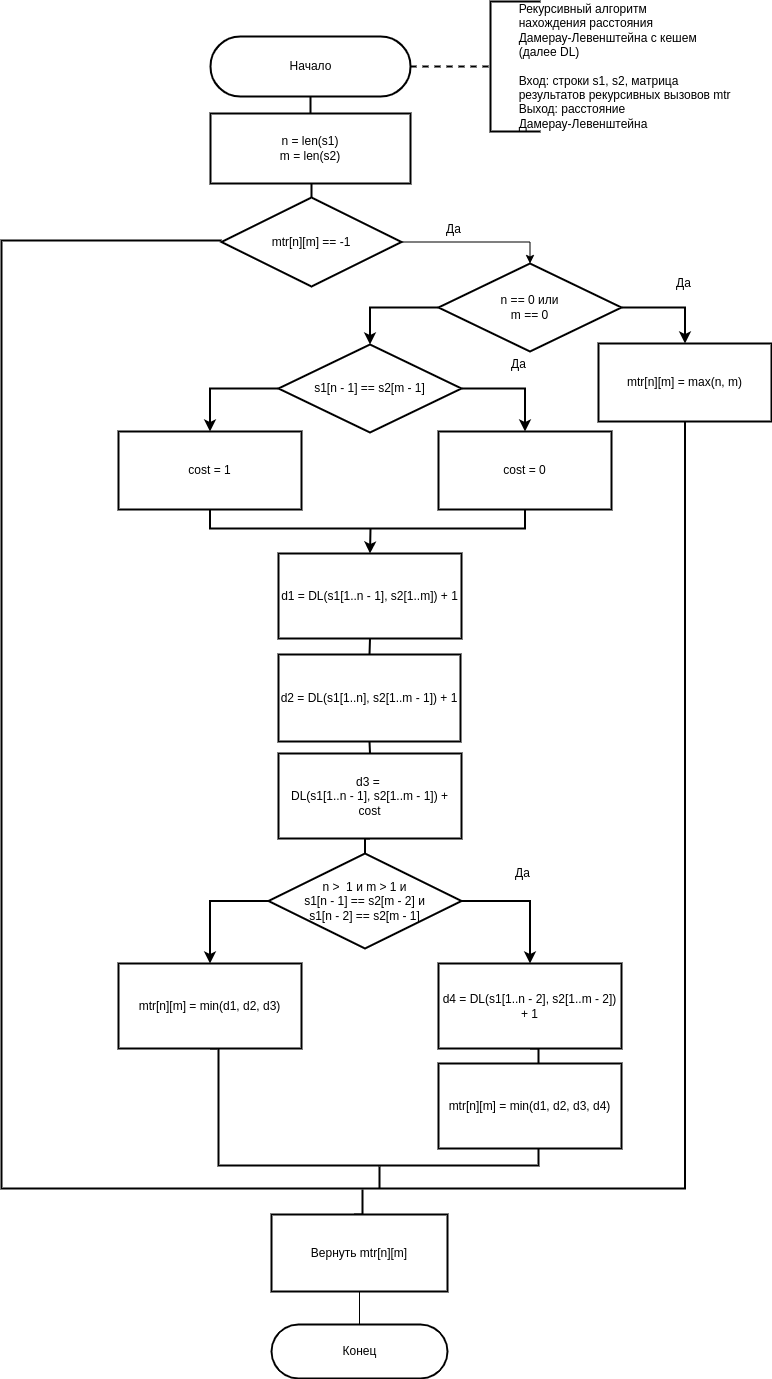 Рекурсивный алгоритм
нахождения расстояния
Дамерау-Левенштейна с кешем
(далее DL)
Вход: строки s1, s2, матрица
результатов рекурсивных вызовов mtr
Выход: расстояние
Дамерау-Левенштейна
Начало
n = len(s1)
m = len(s2)
mtr[n][m] == -1
Да
n == 0 или
m == 0
Да
mtr[n][m] = max(n, m)
s1[n - 1] == s2[m - 1]
Да
cost = 1
cost = 0
d1 = DL(s1[1..n - 1], s2[1..m]) + 1
d2 = DL(s1[1..n], s2[1..m - 1]) + 1
d3 =
DL(s1[1..n - 1], s2[1..m - 1]) +
cost
n > 1 и m > 1 и
s1[n - 1] == s2[m - 2] и
s1[n - 2] == s2[m - 1]
Да
mtr[n][m] = min(d1, d2, d3)
d4 = DL(s1[1..n - 2], s2[1..m - 2])
+ 1
mtr[n][m] = min(d1, d2, d3, d4)
Вернуть mtr[n][m]
Конец